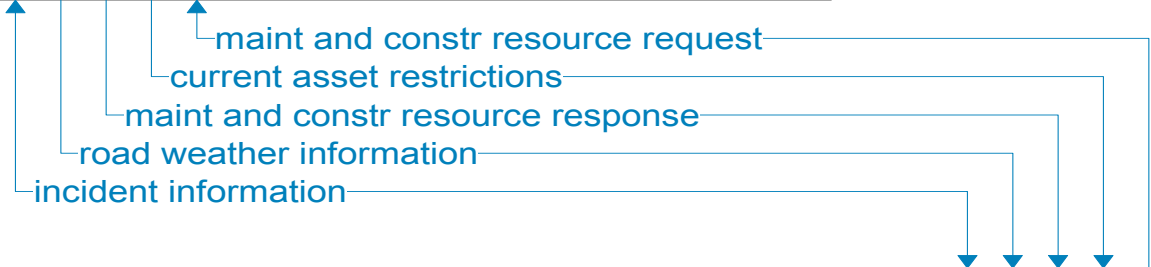 maint and constr resource request
current asset restrictions
maint and constr resource response
road weather information
incident information